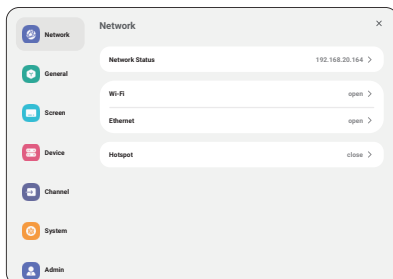 Network
General
Screen
Device
Channel
System
Admin
Network
Network Status 192.168.20.164
Wi-Fi open
Ethernet open
Hotspot close